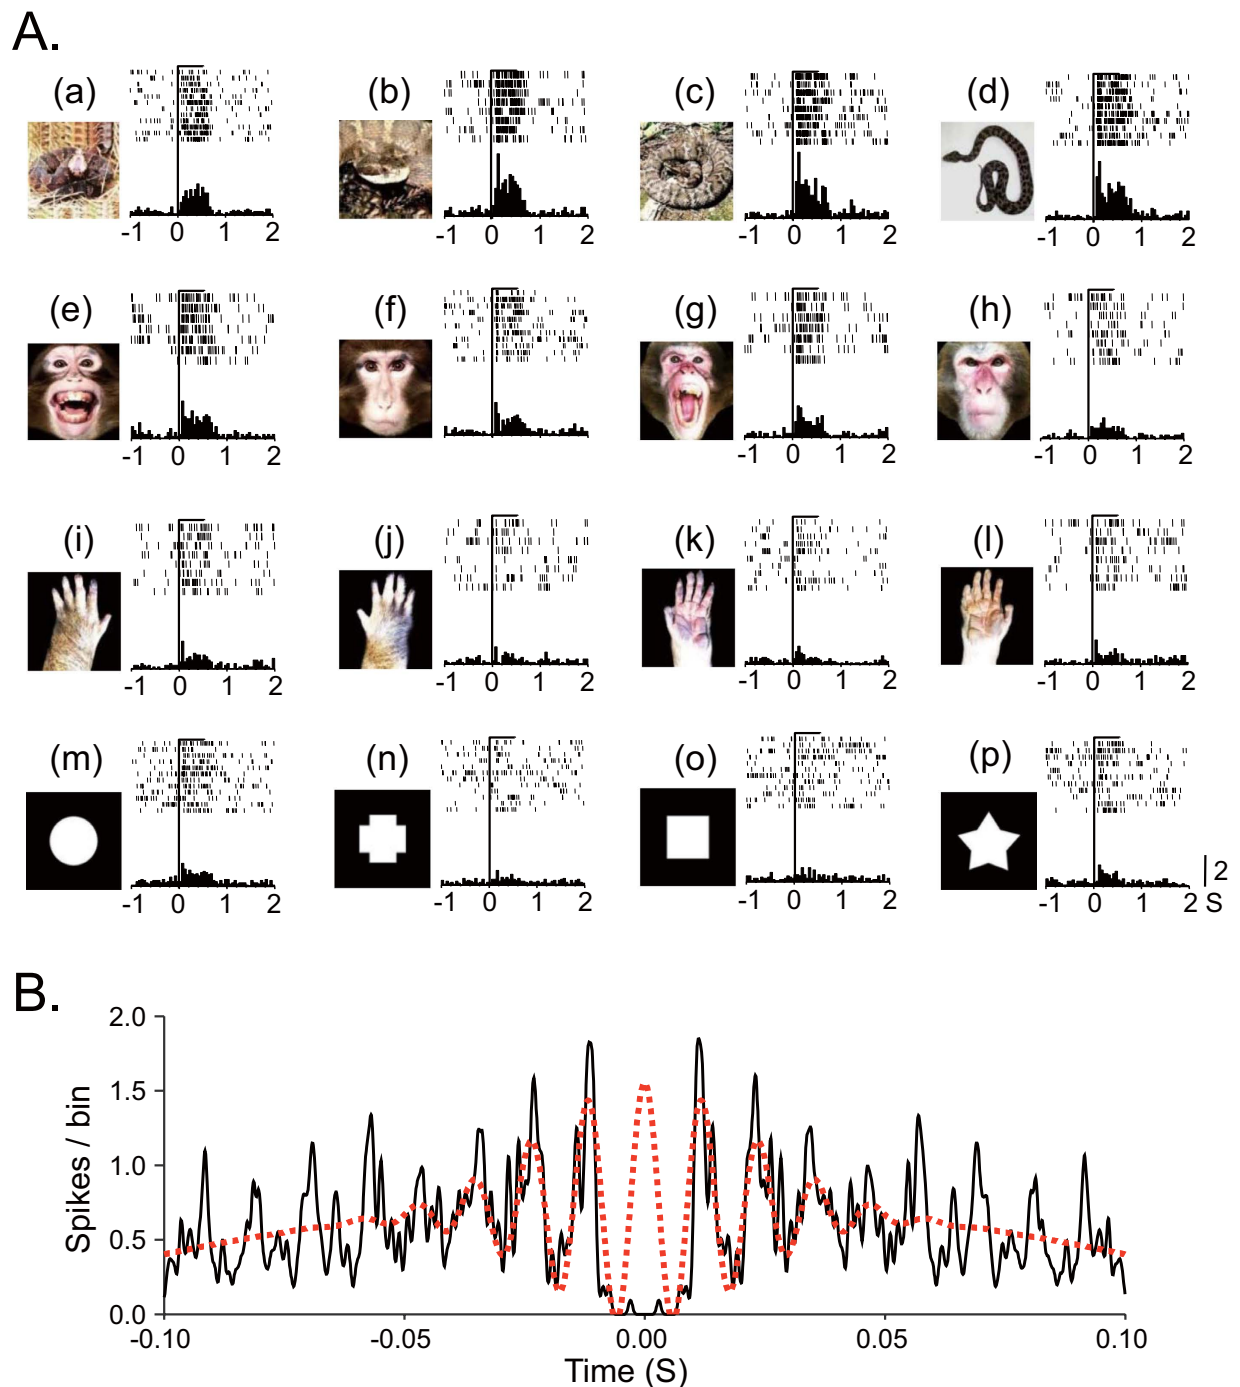 A.
(a) (b) (c) (d)
-1 0 1 2 -1 0 1 2 -1 0 1 2 -1 0 1 2
(e) (f) (g) (h)
-1 0 1 2 -1 0 1 2 -1 0 1 2 -1 0 1 2
(i) (j) (k) (l)
-1 0 1 2 -1 0 1 2 -1 0 1 2 -1 0 1 2
(m) (n) (o) (p)
2
-1 0 1 2 -1 0 1 2 -1 0 1 2 -1 0 1 2 S
B.
2.0
1.5
1.0
0.5
0.0
Spikes / bin
-0.10 -0.05 0.00 0.05 0.10
Time (S)